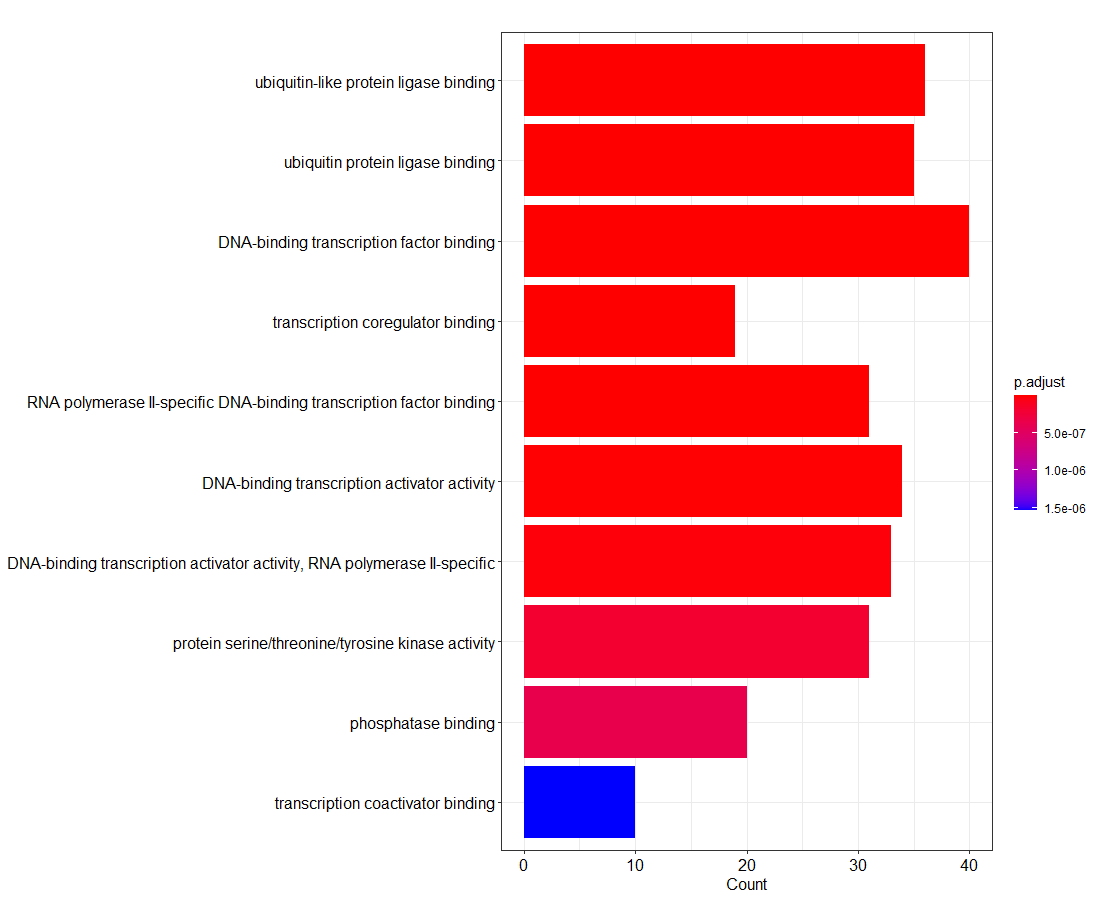 ubiquitin-like protein ligase binding
ubiquitin protein ligase binding
DNA-binding transcription factor binding
transcription coregulator binding
RNA polymerase II-specific DNA-binding transcription factor binding
DNA-binding transcription activator activity
DNA-binding transcription activator activity, RNA polymerase II-specific
protein serine/threonine/tyrosine kinase activity
phosphatase binding
transcription coactivator binding
0 10 20 30 40
Count
p.adjust
5.0e-07
1.0e-06
1.5e-06